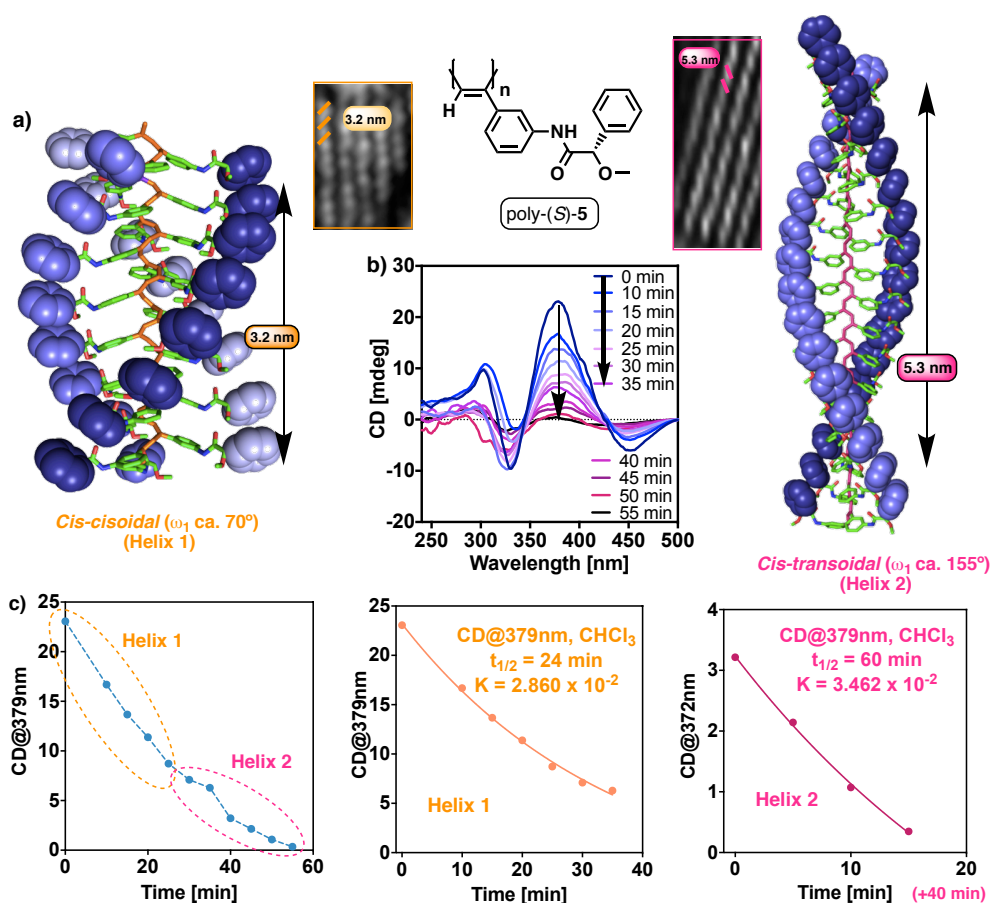 a)
3.2 nm
5.3 nm
n
H
NH
O
O
poly-(S)-5
3.2 nm
5.3 nm
Cis-cisoidal (ω1 ca. 70º)
(Helix 1)
Cis-transoidal (ω1 ca. 155º)
(Helix 2)
b)
30
20
10
0
-10
-20
CD [mdeg]
0 min
10 min
15 min
20 min
25 min
30 min
35 min
40 min
45 min
50 min
55 min
250 300 350 400 450 500
Wavelength [nm]
c)
25
20
15
10
5
0
CD@379nm
Helix 1
Helix 2
0 20 40 60
Time [min]
25
20
15
10
5
0
CD@379nm
CD@379nm, CHCl3
t1/2 = 24 min
K = 2.860 x 10-2
Helix 1
0 10 20 30 40
Time [min]
4
3
2
1
0
CD@372nm
CD@379nm, CHCl3
t1/2 = 60 min
K = 3.462 x 10-2
Helix 2
0 10 20
Time [min] (+40 min)